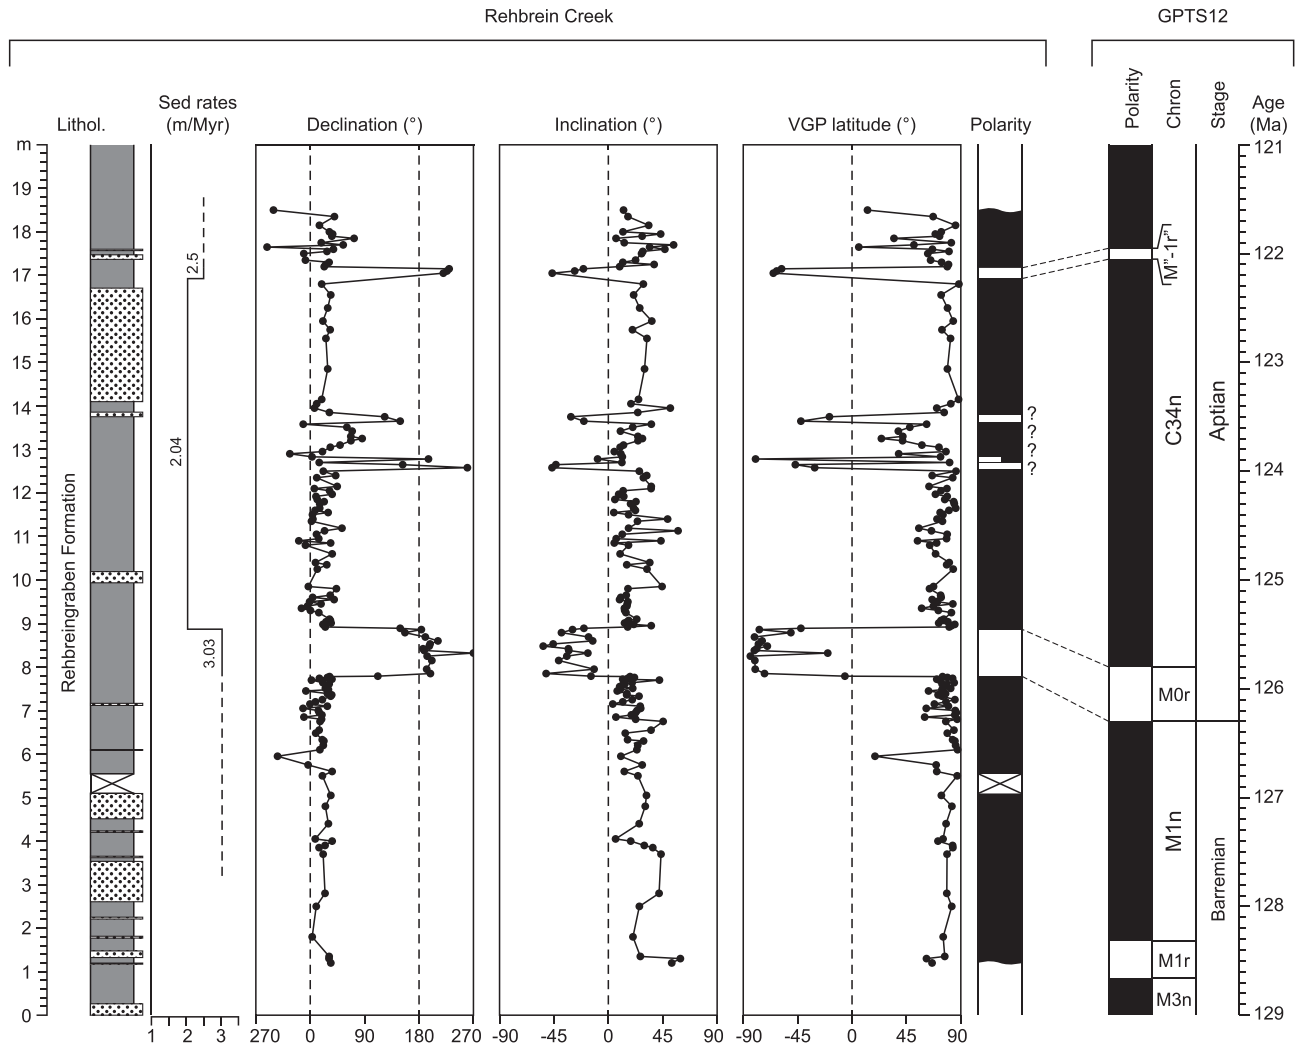 Rehbrein Creek
GPTS12
Lithol.
Sed rates
(m/Myr)
Declination (°)
Inclination (°)
VGP latitude (°)
Polarity
Polarity
Chron
Stage
Age
(Ma)
m
19
18
17
16
15
14
13
12
11
10
9
8
7
6
5
4
3
2
1
0
Rehbreingraben Formation
2.5
2.04
3.03
1 2 3
270 0 90 180 270
-90 -45 0 45 90
-90 -45 0 45 90
?
?
?
?
M"-1r"
C34n
M0r
M1n
M1r
M3n
Aptian
Barremian
121
122
123
124
125
126
127
128
129